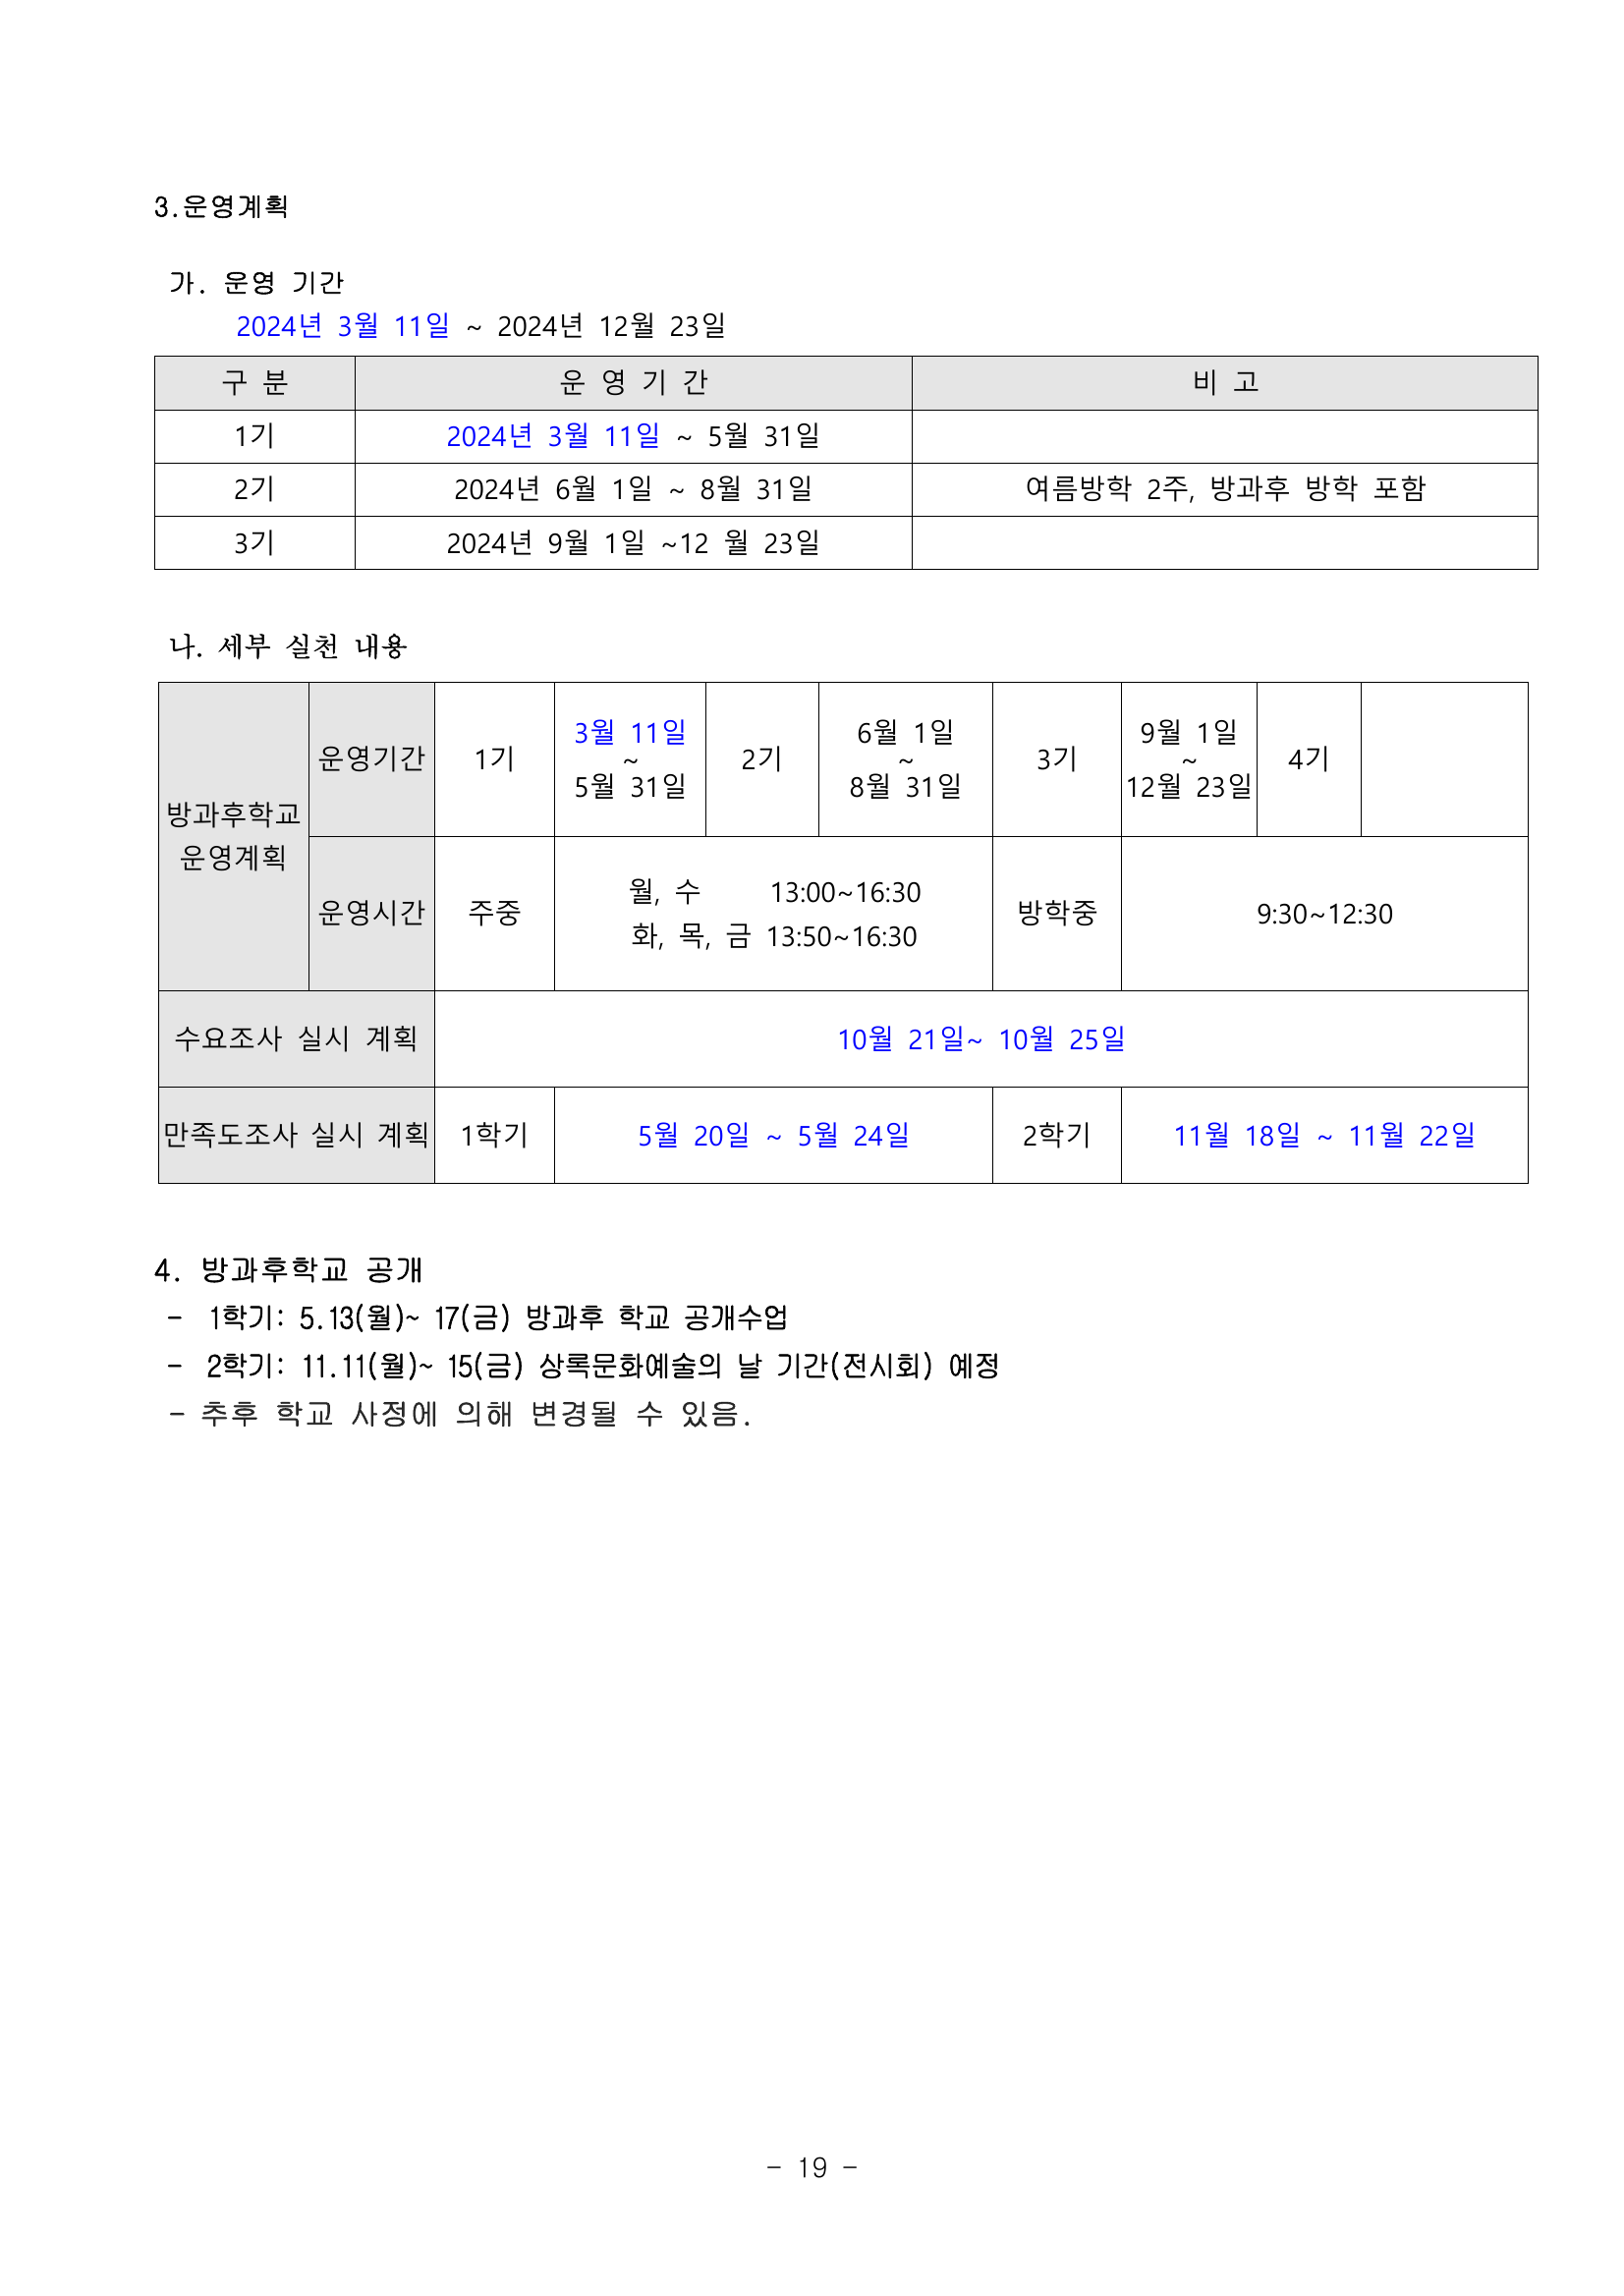 3.운영계획
가. 운영 기간
2024년 3월 11일 ~ 2024년 12월 23일
구 분 운 영 기 간 비 고
1기 2024년 3월 11일 ~ 5월 31일
2기 2024년 6월 1일 ~ 8월 31일 여름방학 2주, 방과후 방학 포함
3기 2024년 9월 1일 ~12 월 23일
나. 세부 실천 내용
방과후학교
운영계획
운영기간 1기
3월 11일
~
5월 31일
2기
6월 1일
~
8월 31일
3기
9월 1일
~
12월 23일
4기
운영시간 주중
월, 수 13:00~16:30
화, 목, 금 13:50~16:30
방학중 9:30~12:30
수요조사 실시 계획 10월 21일~ 10월 25일
만족도조사 실시 계획 1학기 5월 20일 ~ 5월 24일 2학기 11월 18일 ~ 11월 22일
4. 방과후학교 공개
- 1학기: 5.13(월)~ 17(금) 방과후 학교 공개수업
- 2학기: 11.11(월)~ 15(금) 상록문화예술의 날 기간(전시회) 예정
- 추후 학교 사정에 의해 변경될 수 있음.
- 19 -